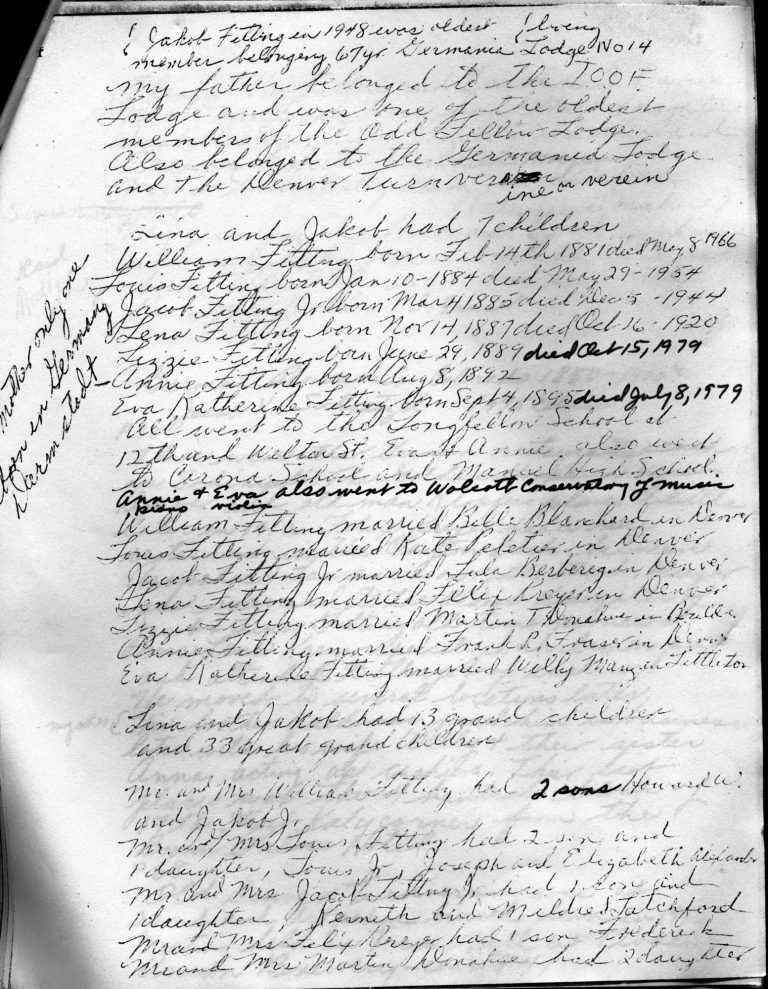 Jakob Fitting in 1948 was oldest living
member belonging 67 yr. Germania Lodge No 14
my father belonged to the I O O F.
Lodge and was one of the oldest
members of the Odd Fellow Lodge.
Also belonged to the Germania Lodge
and the Denver Turnver
ine or verein
Lina and Jakob had 7 children
William Fitting born Feb 14th 1881 died May 8 1966
Louis Fitting born Jan 10-1884 died May 29-1954
Jacob Fitting Jr born Mar 4 1885 died Dec 5-1944
Lena Fitting born Nov 14, 1887 died Oct 16-1920
Lizzie Fitting born June 29, 1889 died Oct 15, 1979
Annie Fitting born Aug 8, 1892
Eva Katherine Fitting born Sept 4, 1895 died July 8, 1979
mother only one
born in Germany
Darmstadt
All went to the Longfellow School at
12th and Welton St. Eva & Annie also went
to Corona School and Manual High School.
Annie & Eva also went to Wolcott Conservatory of music
piano violin
William Fitting married Belle Blanchard in Denver
Louis Fitting married Kate Peletier in Denver
Jacob Fitting Jr married Lula Berbereg in Denver
Lena Fitting married Felix Kreyer in Denver
Lizzie Fitting married Martin T Donahue in Boulder
Annie Fitting married Frank R. Fraser in Denver
Eva Katherine Fitting married Willy Mang in Littleton
Lina and Jakob had 13 grand children
and 33 great grand children
Mr. and Mrs William Fitting had 2 sons Howard W.
and Jakob Jr.
Mr. and Mrs Louis Fitting had 2 son and
1 daughter, Louis Jr, Joseph and Elizabeth Alexander
Mr and Mrs Jacob Fitting Jr had 1 son and
1 daughter, Kenneth and Mildred Latchford
Mr and Mrs Felix Kreyer had 1 son Frederick
Mr and Mrs Martin Donahue had 2 daughter